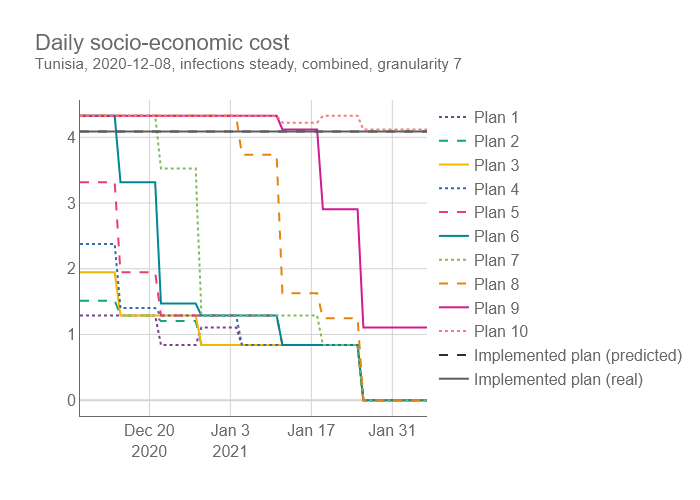 Daily socio-economic cost
Tunisia, 2020-12-08, infections steady, combined, granularity 7
4
3
2
1
0
Dec 20
2020
Jan 3
2021
Jan 17
Jan 31
Plan 1
Plan 2
Plan 3
Plan 4
Plan 5
Plan 6
Plan 7
Plan 8
Plan 9
Plan 10
Implemented plan (predicted)
Implemented plan (real)